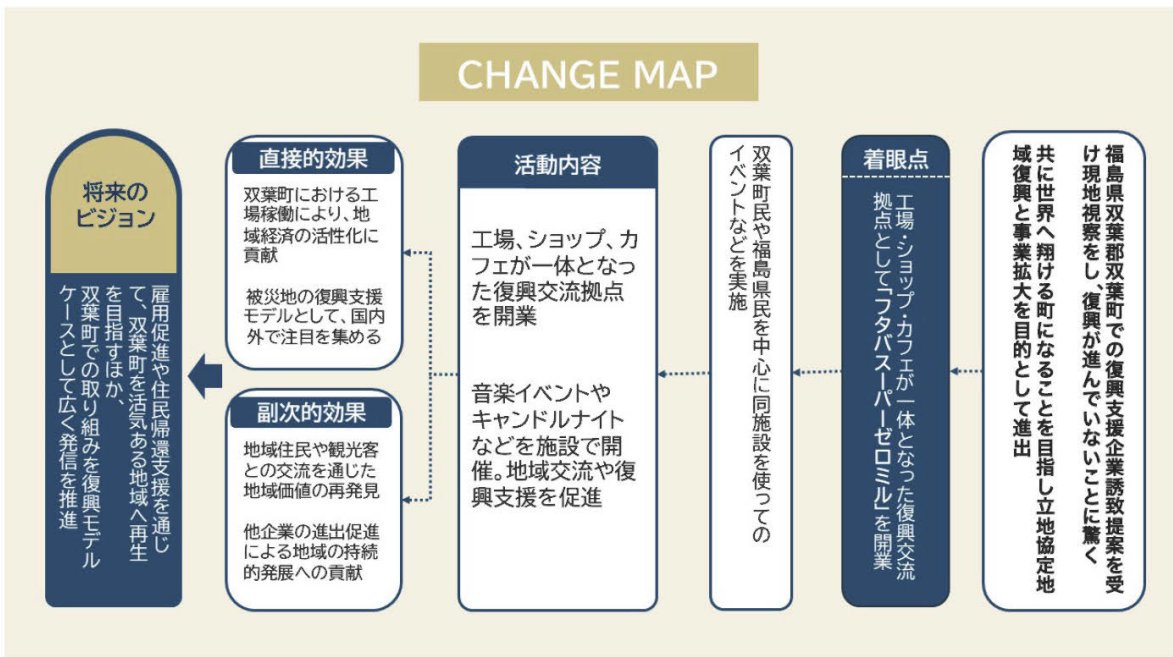 CHANGE MAP
福島県双葉郡双葉町での復興支援企業誘致提案を受
け現地視察をし、復興が進んでいないことに驚く
共に世界へ翔ける町になることを目指し立地協定地
域復興と事業拡大を目的として進出
着眼点
工場・ショップ・カフェが一体となった復興交流
拠点として「フタバスーパーゼロミル」を開業
双葉町民や福島県民を中心に同施設を使っての
イベントなどを実施
活動内容
工場、ショップ、カ
フェが一体となっ
た復興交流拠点
を開業
音楽イベントや
キャンドルナイト
などを施設で開
催。地域交流や復
興支援を促進
直接的効果
双葉町における工
場稼働により、地
域経済の活性化に
貢献
被災地の復興支援
モデルとして、国内
外で注目を集める
副次的効果
地域住民や観光客
との交流を通じた
地域価値の再発見
他企業の進出促進
による地域の持続
的発展への貢献
将来の
ビジョン
雇用促進や住民帰還支援を通じ
て、双葉町を活気ある地域へ再生
を目指すほか、
双葉町での取り組みを復興モデル
ケースとして広く発信を推進